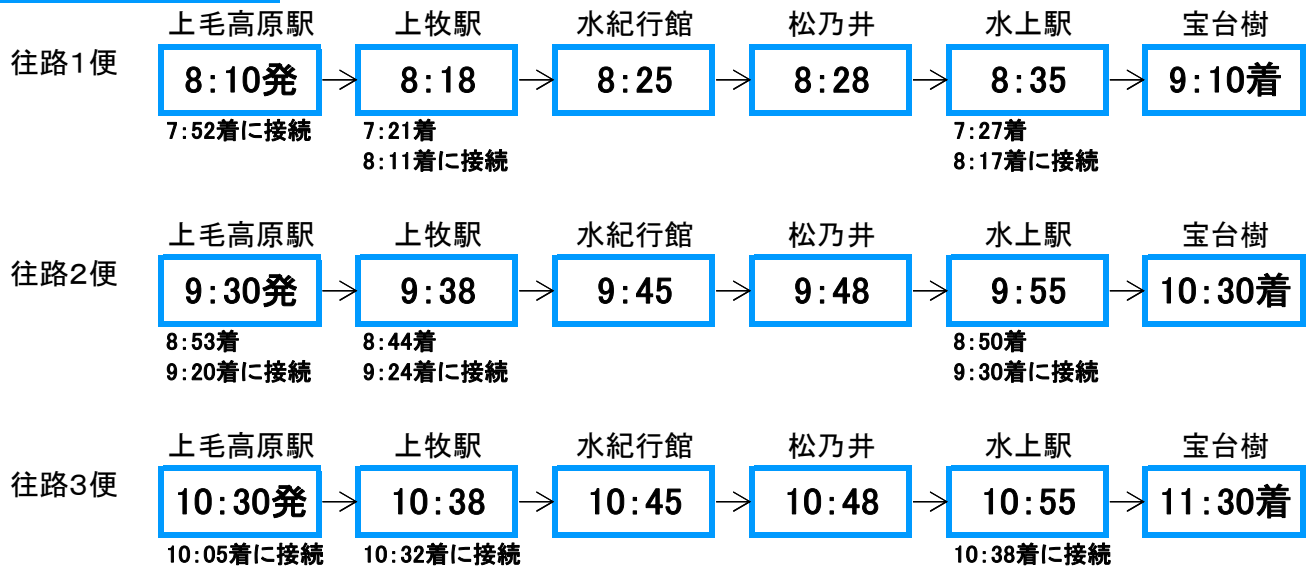 上毛高原駅 上牧駅 水紀行館 松乃井 水上駅 宝台樹
往路1便 8:10発 → 8:18 → 8:25 → 8:28 → 8:35 → 9:10着
7:52着に接続 7:21着 7:27着
8:11着に接続 8:17着に接続
上毛高原駅 上牧駅 水紀行館 松乃井 水上駅 宝台樹
往路2便 9:30発 → 9:38 → 9:45 → 9:48 → 9:55 → 10:30着
8:53着 8:44着 8:50着
9:20着に接続 9:24着に接続 9:30着に接続
上毛高原駅 上牧駅 水紀行館 松乃井 水上駅 宝台樹
往路3便 10:30発 → 10:38 → 10:45 → 10:48 → 10:55 → 11:30着
10:05着に接続 10:32着に接続 10:38着に接続